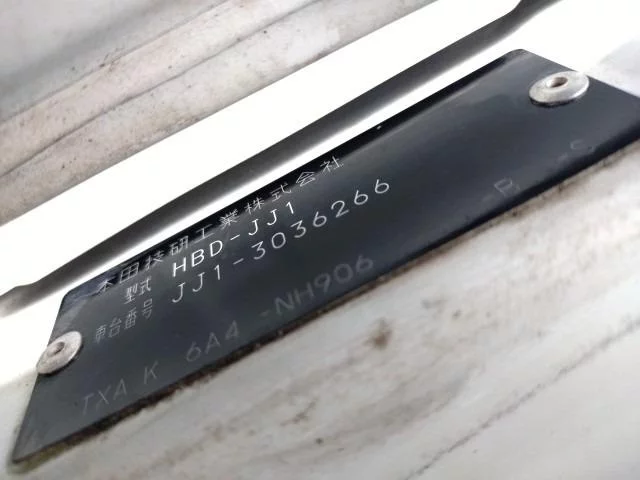 本田技研工業株式会社
型式 HBD-JJ1
車台番号 JJ1-3036266
TXA K 6A4 -NH906 -R -S